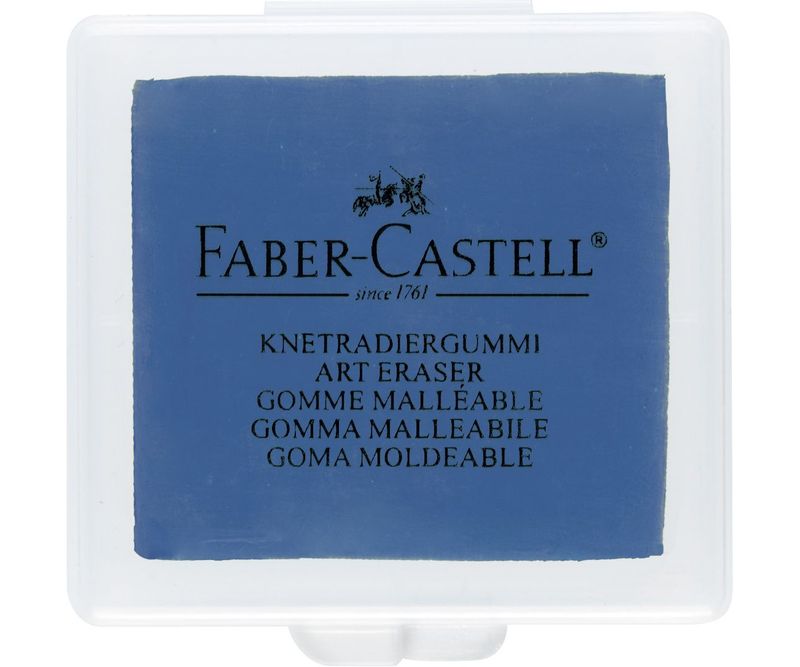 FABER-CASTELL®
since 1761
KNETRADIERGUMMI
ART ERASER
GOMME MALLÉABLE
GOMMA MALLEABILE
GOMA MOLDEABLE